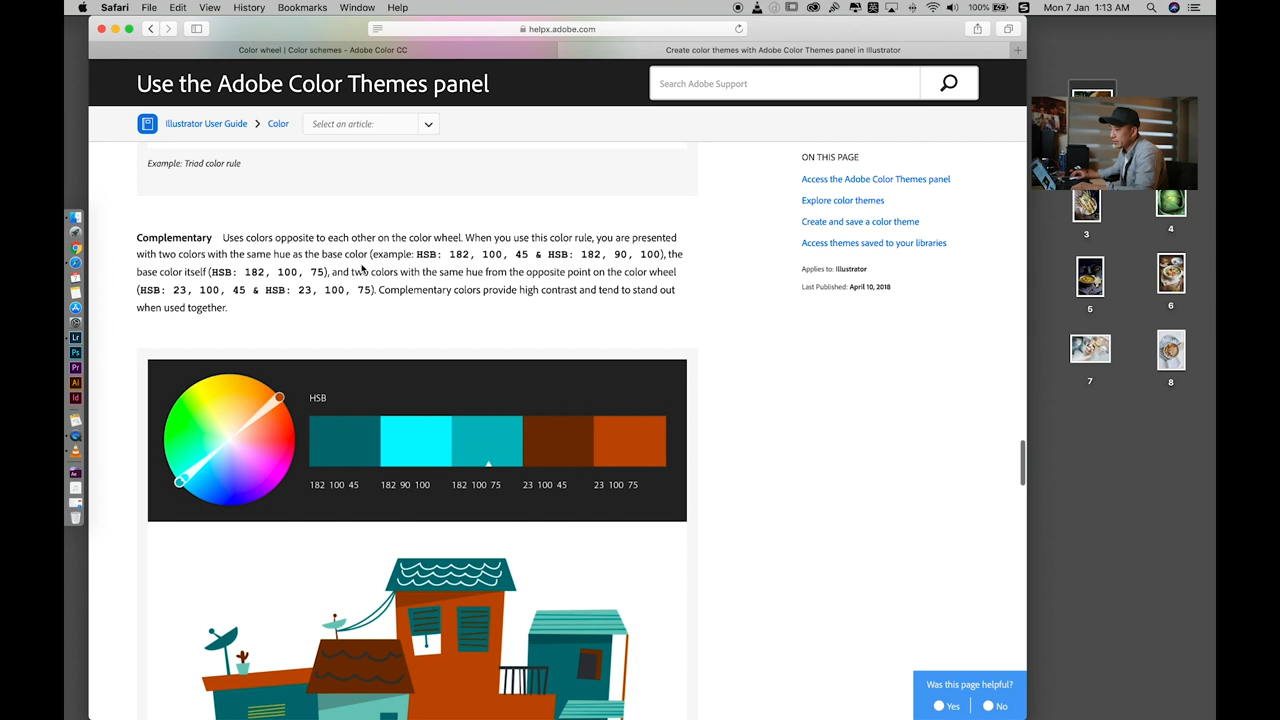 Safari File Edit View History Bookmarks Window Help
100% Mon 7 Jan 1:13 AM
helpx.adobe.com
Color wheel | Color schemes - Adobe Color CC
Create color themes with Adobe Color Themes panel in Illustrator
Use the Adobe Color Themes panel
Search Adobe Support
Illustrator User Guide > Color
Select an article:
Example: Triad color rule
Complementary Uses colors opposite to each other on the color wheel. When you use this color rule, you are presented
with two colors with the same hue as the base color (example: HSB: 182, 100, 45 & HSB: 182, 90, 100), the
base color itself (HSB: 182, 100, 75), and two colors with the same hue from the opposite point on the color wheel
(HSB: 23, 100, 45 & HSB: 23, 100, 75). Complementary colors provide high contrast and tend to stand out
when used together.
HSB
182 100 45 182 90 100 182 100 75 23 100 45 23 100 75
ON THIS PAGE
Access the Adobe Color Themes panel
Explore color themes
Create and save a color theme
Access themes saved to your libraries
Applies to: Illustrator
Last Published: April 10, 2018
Was this page helpful?
Yes No
3
4
5
6
7
8
Lr
Ps
Pr
Ai
Id
Ae